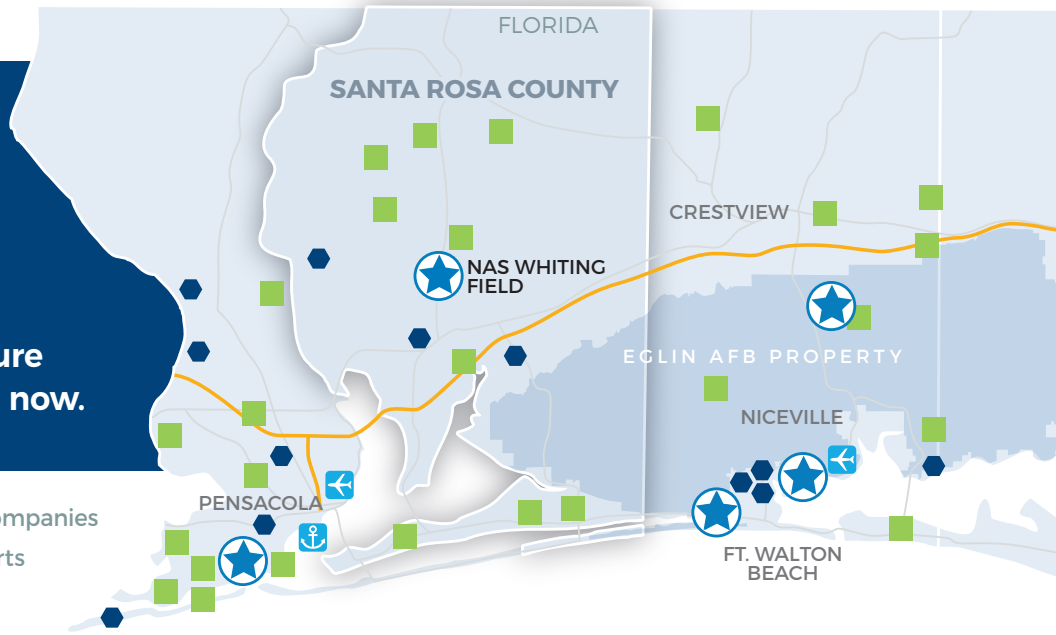 FLORIDA
SANTA ROSA COUNTY
CRESTVIEW
NAS WHITING
FIELD
EGLIN AFB PROPERTY
ure
now.
NICEVILLE
PENSACOLA
ompanies
rts
FT. WALTON
BEACH